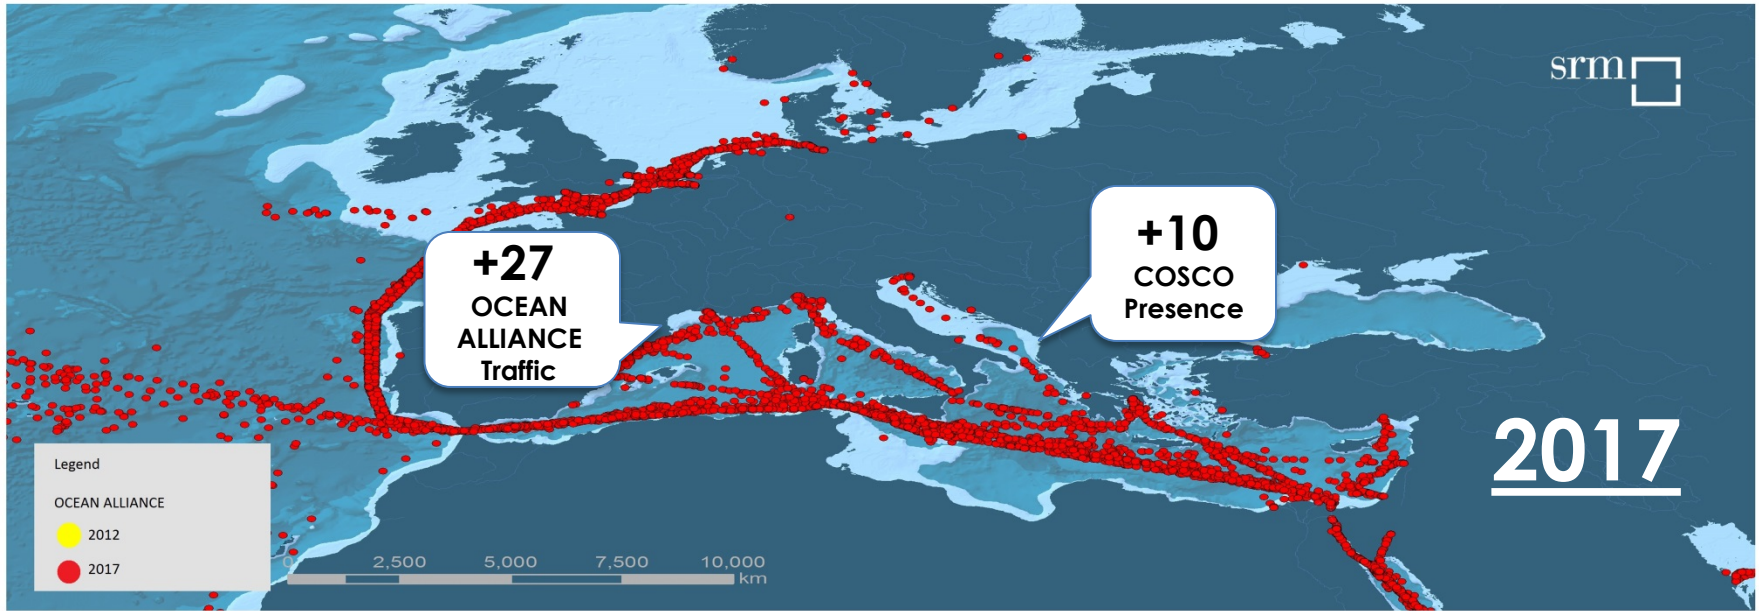 srm
+10
COSCO
Presence
+27
OCEAN
ALLIANCE
Traffic
2017
Legend
OCEAN ALLIANCE
2012
2017
0 2,500 5,000 7,500 10,000
km